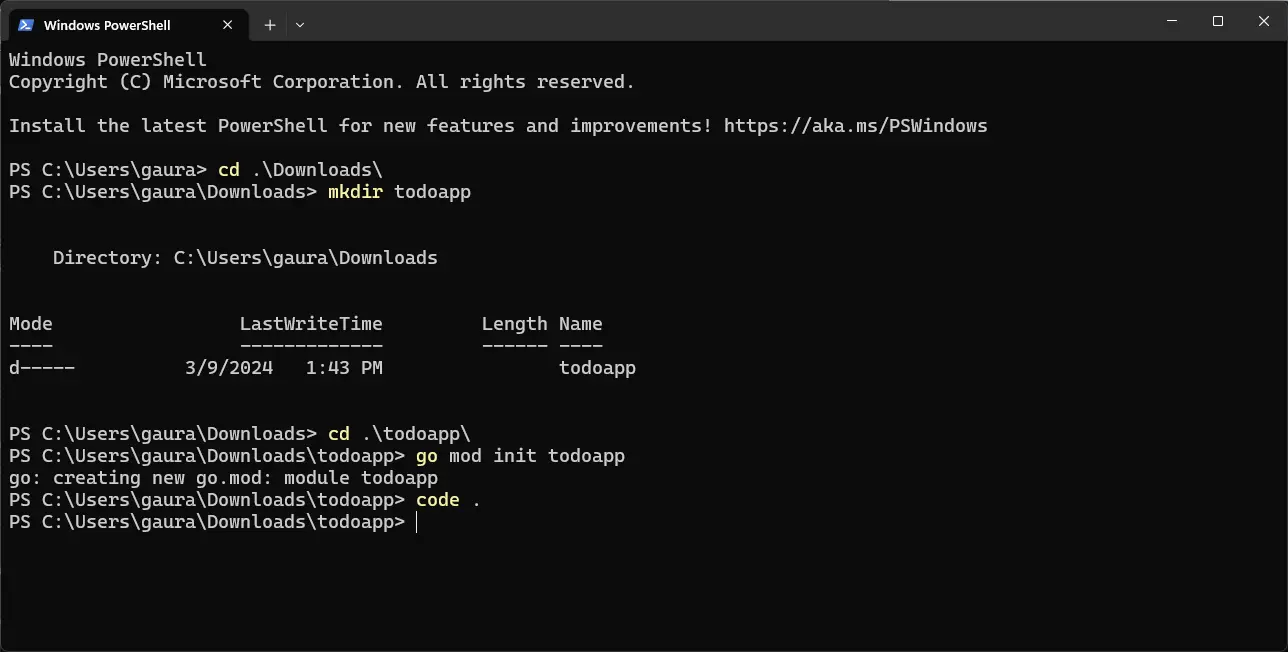 Windows PowerShell
Windows PowerShell
Copyright (C) Microsoft Corporation. All rights reserved.
Install the latest PowerShell for new features and improvements! https://aka.ms/PSWindows
PS C:\Users\gaura> cd .\Downloads\
PS C:\Users\gaura\Downloads> mkdir todoapp
Directory: C:\Users\gaura\Downloads
Mode LastWriteTime Length Name
---- ------------- ------ ----
d----- 3/9/2024 1:43 PM todoapp
PS C:\Users\gaura\Downloads> cd .\todoapp\
PS C:\Users\gaura\Downloads\todoapp> go mod init todoapp
go: creating new go.mod: module todoapp
PS C:\Users\gaura\Downloads\todoapp> code .
PS C:\Users\gaura\Downloads\todoapp>